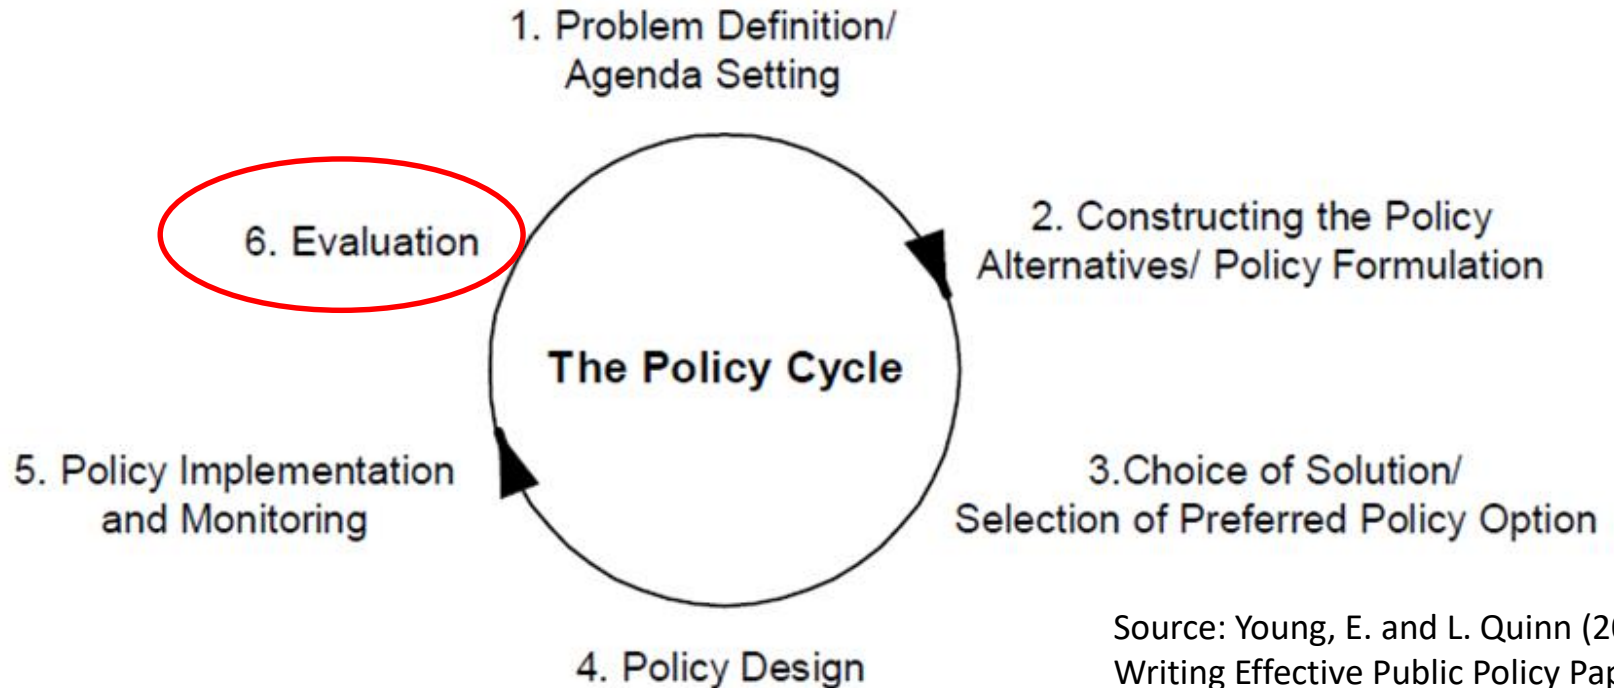 1. Problem Definition/
Agenda Setting
2. Constructing the Policy
Alternatives/ Policy Formulation
6. Evaluation
The Policy Cycle
5. Policy Implementation
and Monitoring
3.Choice of Solution/
Selection of Preferred Policy Option
4. Policy Design
Source: Young, E. and L. Quinn
Writing Effective Public Policy